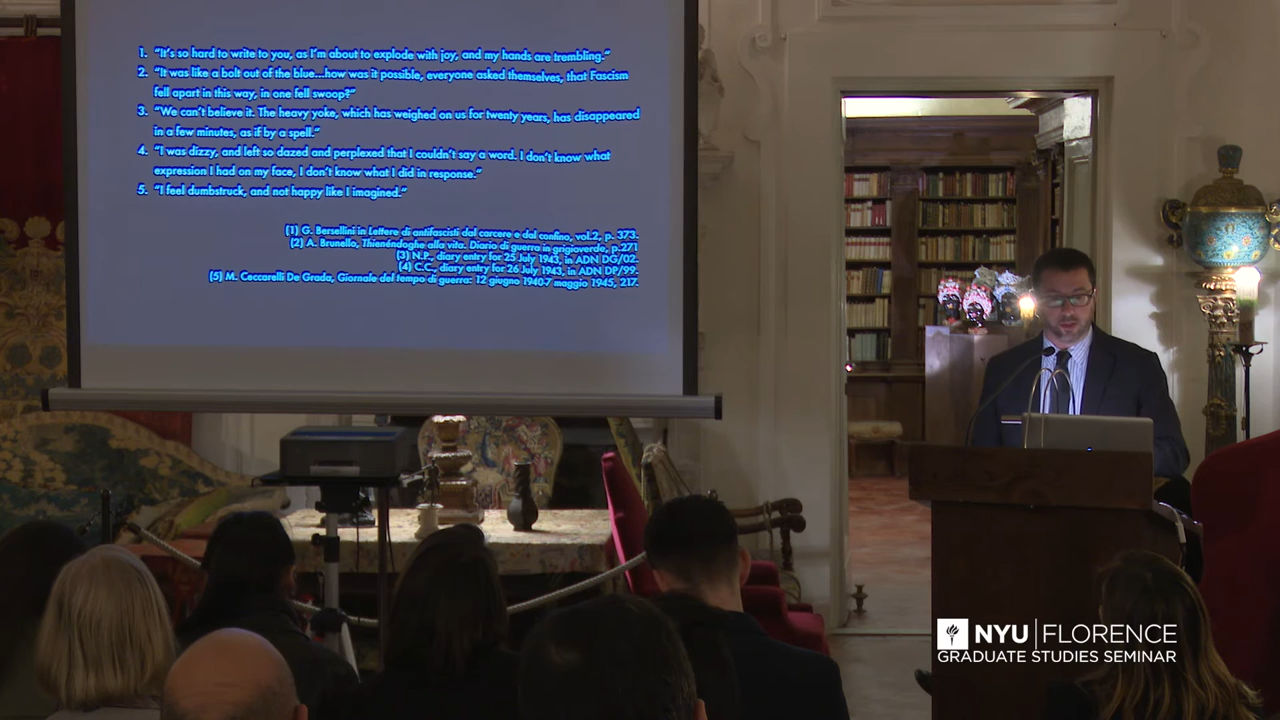 1. "It's so hard to write to you, as I'm about to explode with joy, and my hands are trembling."
2. "It was like a bolt out of the blue...how was it possible, everyone asked themselves, that Fascism
fell apart in this way, in one fell swoop?"
3. "We can't believe it. The heavy yoke, which has weighed on us for twenty years, has disappeared
in a few minutes, as if by a spell."
4. "I was dizzy, and left so dazed and perplexed that I couldn't say a word. I don't know what
expression I had on my face, I don't know what I did in response."
5. "I feel dumbstruck, and not happy like I imagined."
(1) G. Bersellini in Lettere di antifascisti dal carcere e dal confino, vol.2, p. 373.
(2) A. Brunello, Thienéndoghe alla vita. Diario di guerra in grigioverde, p.271
(3) N.P., diary entry for 25 July 1943, in ADN DG/02.
(4) C.C., diary entry for 26 July 1943, in ADN DP/99.
(5) M. Ceccarelli De Grada, Giornale del tempo di guerra: 12 giugno 1940-7 maggio 1945, 217.
NYU FLORENCE
GRADUATE STUDIES SEMINAR